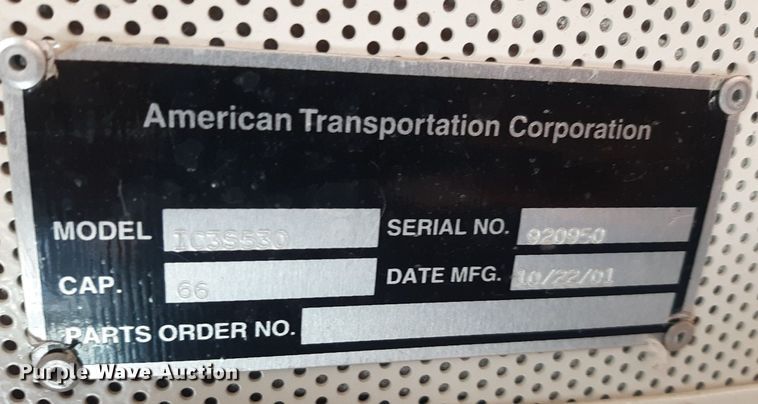 American Transportation Corporation
MODEL IC3S530 SERIAL NO. 920950
CAP. 66 DATE MFG. 10/22/01
PARTS ORDER NO.
Purple Wave Auction